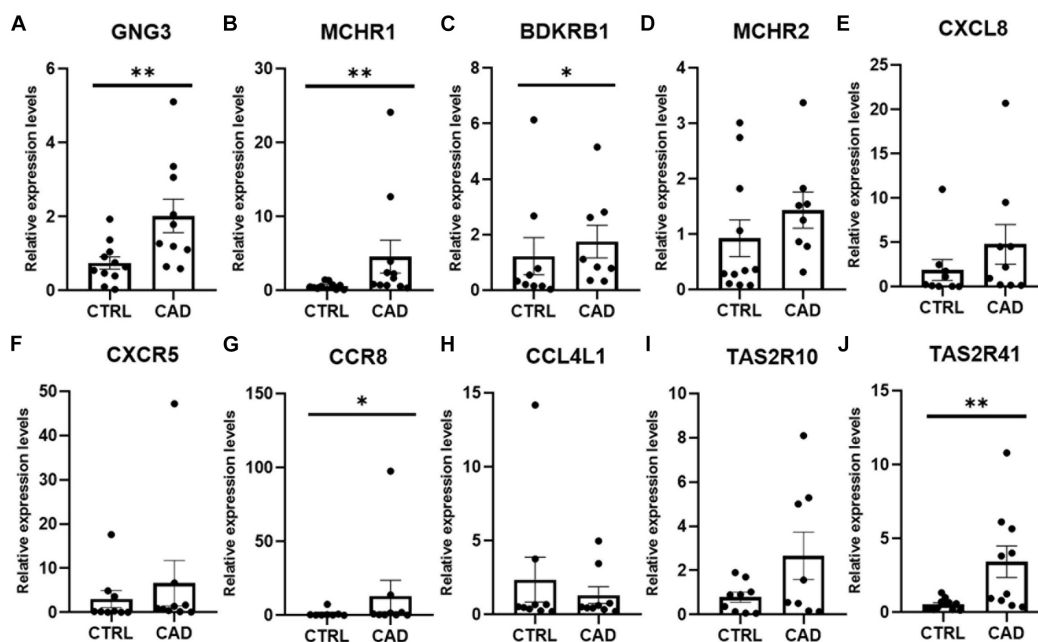 A GNG3
Relative expression levels
6
4
2
0
**
CTRL CAD
B MCHR1
Relative expression levels
30
20
10
0
**
CTRL CAD
C BDKRB1
Relative expression levels
8
6
4
2
0
*
CTRL CAD
D MCHR2
Relative expression levels
4
3
2
1
0
CTRL CAD
E CXCL8
Relative expression levels
25
20
15
10
5
0
CTRL CAD
F CXCR5
Relative expression levels
50
40
30
20
10
0
CTRL CAD
G CCR8
Relative expression levels
150
100
50
0
*
CTRL CAD
H CCL4L1
Relative expression levels
15
10
5
0
CTRL CAD
I TAS2R10
Relative expression levels
10
8
6
4
2
0
CTRL CAD
J TAS2R41
Relative expression levels
15
10
5
0
**
CTRL CAD